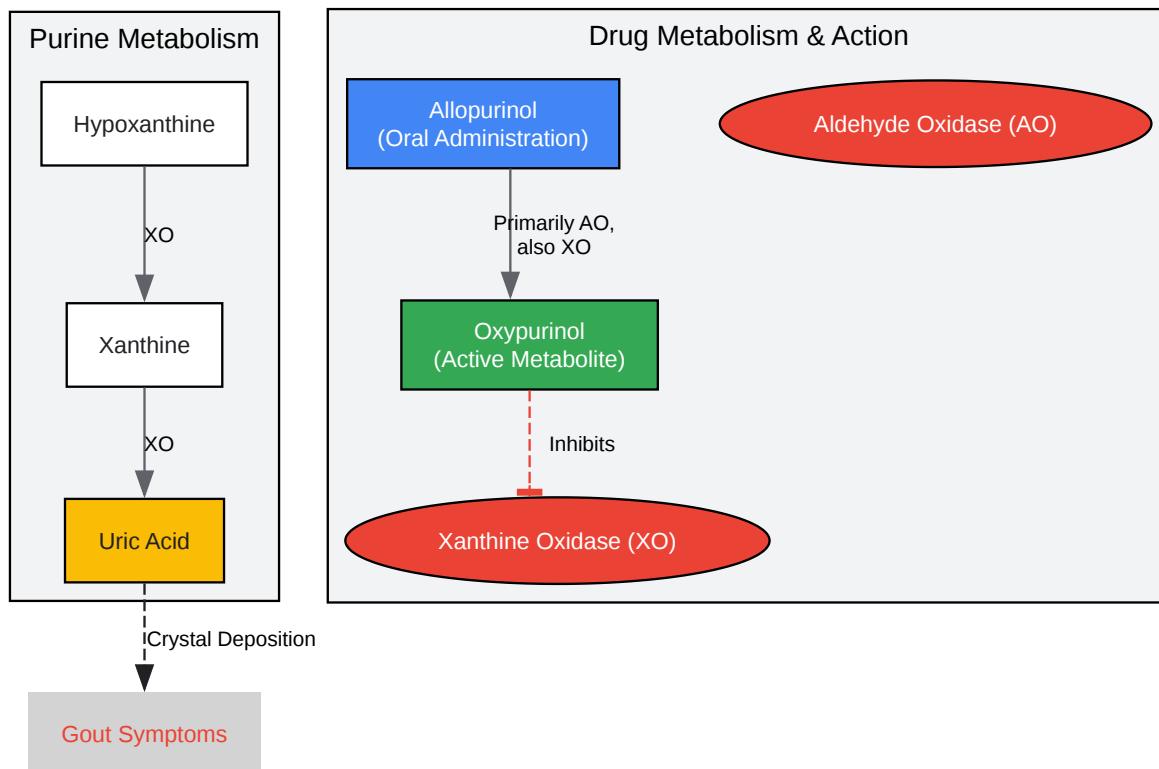 Purine Metabolism
Hypoxanthine
XO
Xanthine
XO
Uric Acid
Crystal Deposition
Gout Symptoms
Drug Metabolism & Action
Allopurinol
(Oral Administration)
Aldehyde Oxidase (AO)
Primarily AO,
also XO
Oxypurinol
(Active Metabolite)
Inhibits
Xanthine Oxidase (XO)